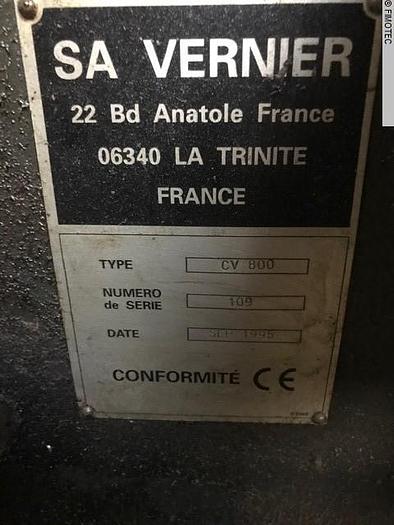 © FIMOTEC
SA VERNIER
22 Bd Anatole France
06340 LA TRINITE
FRANCE
TYPE CV 800
NUMERO
de SERIE 109
DATE SEP 1995
CONFORMITÉ CE